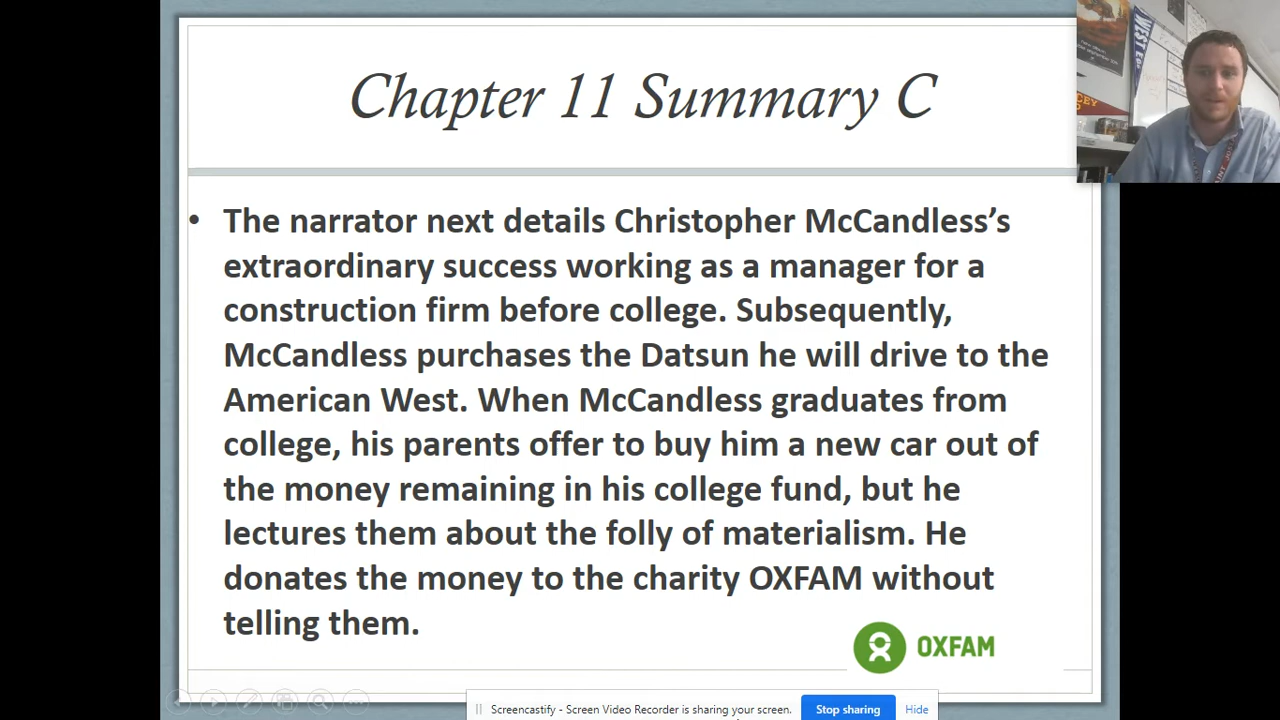 Chapter 11 Summary C
• The narrator next details Christopher McCandless’s
extraordinary success working as a manager for a
construction firm before college. Subsequently,
McCandless purchases the Datsun he will drive to the
American West. When McCandless graduates from
college, his parents offer to buy him a new car out of
the money remaining in his college fund, but he
lectures them about the folly of materialism. He
donates the money to the charity OXFAM without
telling them.
OXFAM
Screencastify - Screen Video Recorder is sharing your screen.
Stop sharing
Hide
WEST